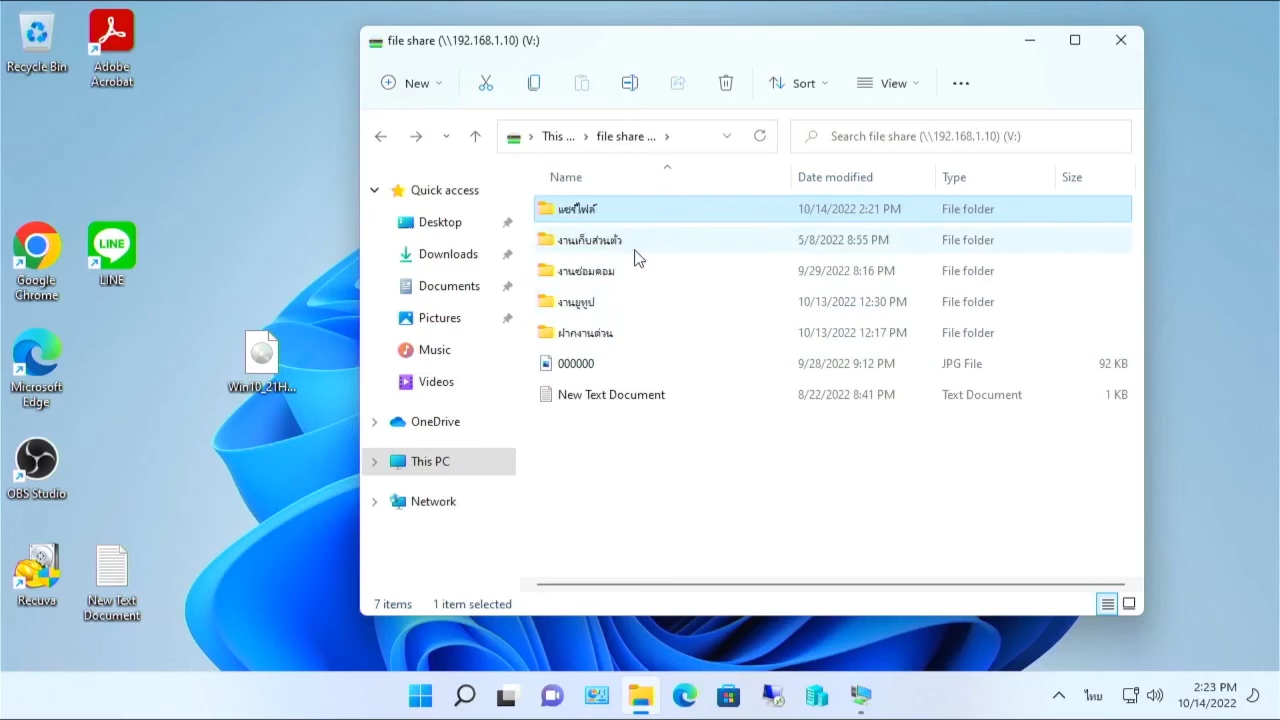 Recycle Bin
Adobe
Acrobat
Google
Chrome
LINE
LINE
Microsoft
Edge
Win10_21H...
OBS Studio
Recuva
New Text
Document
file share (\\192.168.1.10) (V:)
New
Sort
View
This ...
file share ...
Search file share (\\192.168.1.10) (V:)
Quick access
Desktop
Downloads
Documents
Pictures
Music
Videos
OneDrive
This PC
Network
Name Date modified Type Size
แชร์ไฟล์ 10/14/2022 2:21 PM File folder
งานเก็บส่วนตัว 5/8/2022 8:55 PM File folder
งานซ่อมคอม 9/29/2022 8:16 PM File folder
งานยูทูป 10/13/2022 12:30 PM File folder
ฝากงานด่วน 10/13/2022 12:17 PM File folder
000000 9/28/2022 9:12 PM JPG File 92 KB
New Text Document 8/22/2022 8:41 PM Text Document 1 KB
7 items 1 item selected
ไทย
2:23 PM
10/14/2022